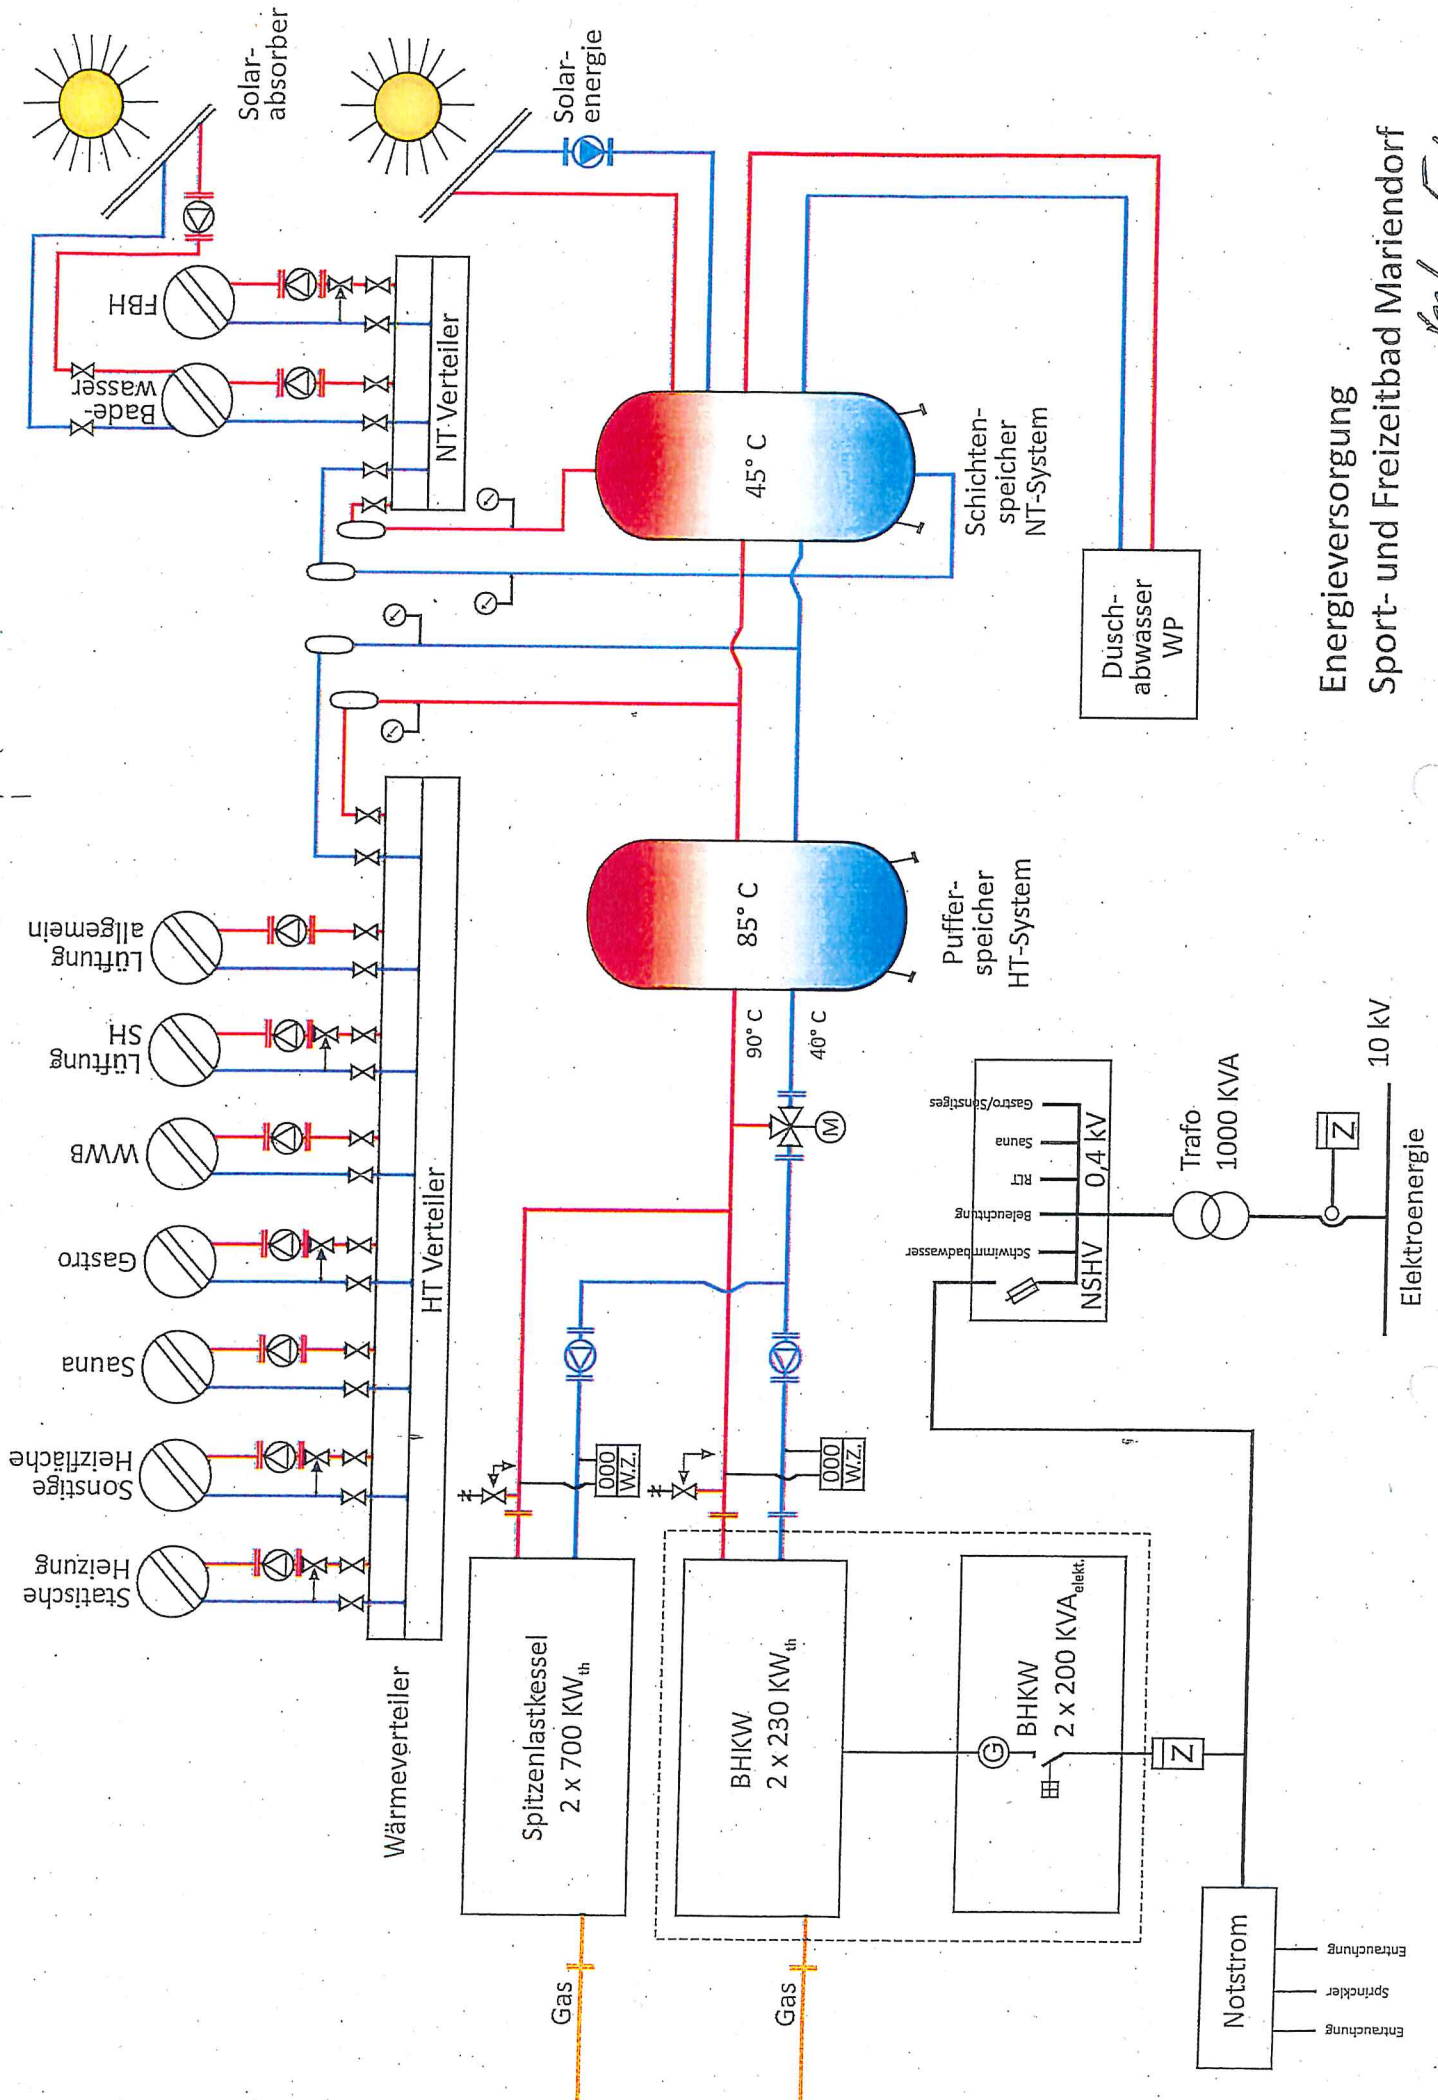 Solar-
absorber
Solar-
energie
FBH
Bade-
wasser
NT-Verteiler
Lüftung
allgemein
Lüftung
SH
WWB
Gastro
Sauna
Sonstige
Heizfläche
Statische
Heizung
HT Verteiler
Wärmeverteiler
45° C
Schichten-
speicher
NT-System
85° C
Puffer-
speicher
HT-System
90° C
40° C
M
Dusch-
abwasser
WP
Spitzenlastkessel
2 x 700 KWth
000
W.Z.
BHKW
2 x 230 KWth
000
W.Z.
G
BHKW
2 x 200 KVAelekt.
Z
Gas
Gas
Notstrom
Entrauchung
Sprinckler
Entrauchung
NSHV
0,4 kV
Schwimmbadwasser
Beleuchtung
RLT
Sauna
Gastro/Sonstiges
Trafo
1000 KVA
Z
10 kV
Elektroenergie
Energieversorgung
Sport- und Freizeitbad Mariendorf